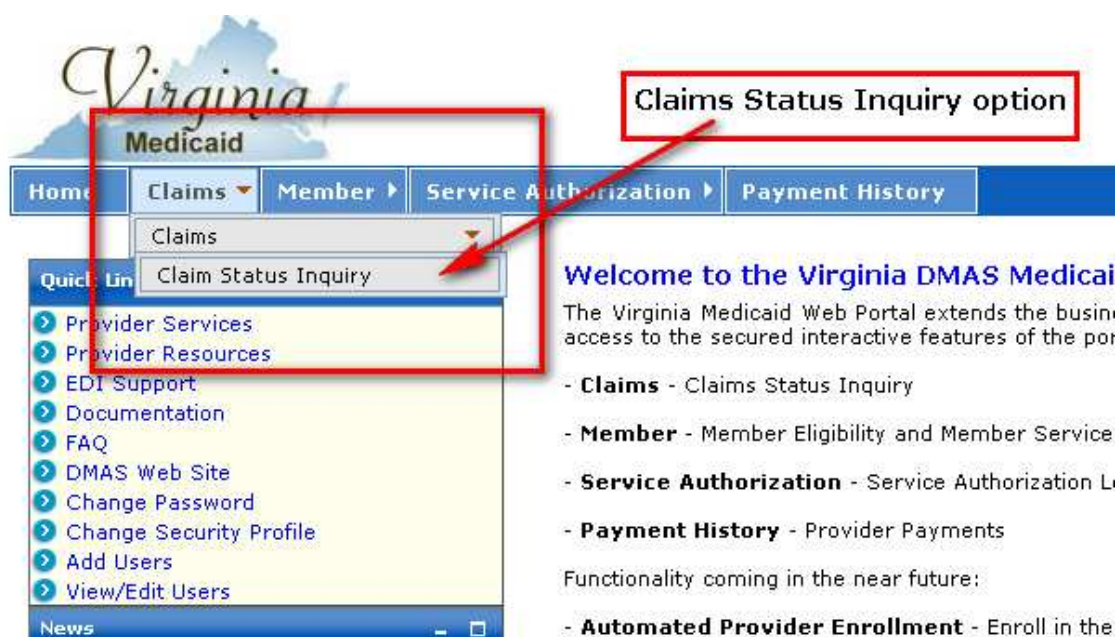 Virginia
Medicaid
Claims Status Inquiry option
Home Claims Member Service Authorization Payment History
Claims
Claim Status Inquiry
Quick Lin
Provider Services
Provider Resources
EDI Support
Documentation
FAQ
DMAS Web Site
Change Password
Change Security Profile
Add Users
View/Edit Users
News
Welcome to the Virginia DMAS Medicai
The Virginia Medicaid Web Portal extends the busin
access to the secured interactive features of the por
- Claims - Claims Status Inquiry
- Member - Member Eligibility and Member Service
- Service Authorization - Service Authorization L
- Payment History - Provider Payments
Functionality coming in the near future:
- Automated Provider Enrollment - Enroll in the